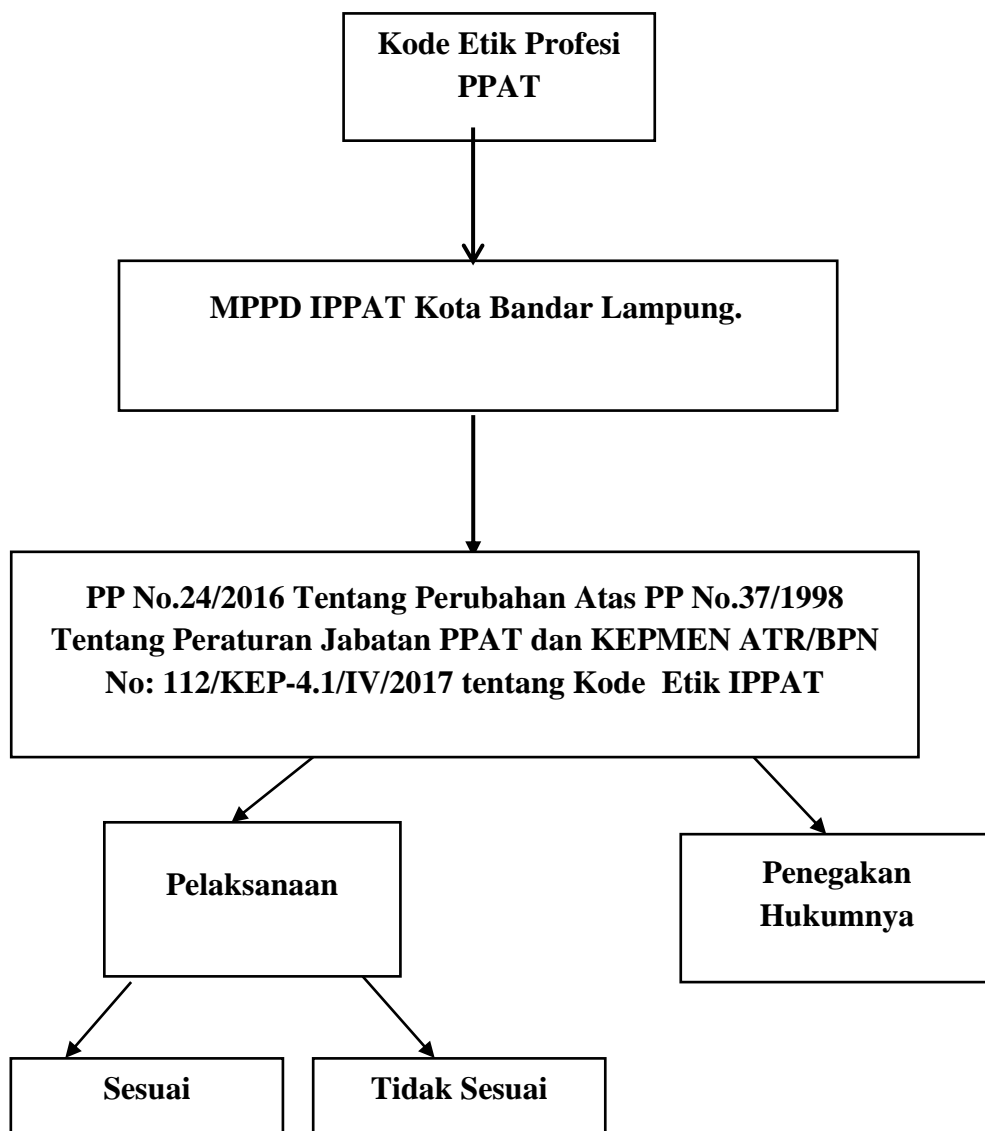 Kode Etik Profesi
PPAT
MPPD IPPAT Kota Bandar Lampung.
PP No.24/2016 Tentang Perubahan Atas PP No.37/1998
Tentang Peraturan Jabatan PPAT dan KEPMEN ATR/BPN
No: 112/KEP-4.1/IV/2017 tentang Kode Etik IPPAT
Pelaksanaan
Penegakan
Hukumnya
Sesuai
Tidak Sesuai